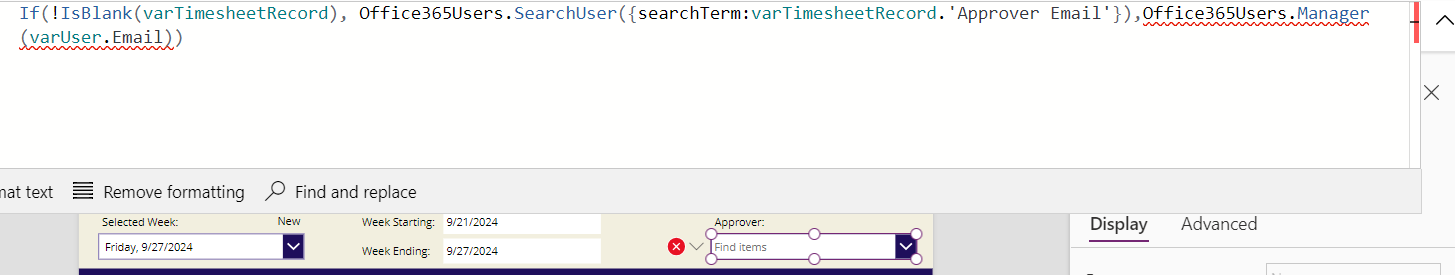 If(!IsBlank(varTimesheetRecord), Office365Users.SearchUser({searchTerm:varTimesheetRecord.'Approver Email'}),Office365Users.Manager
(varUser.Email))
mat text Remove formatting Find and replace
Selected Week: New Week Starting: 9/21/2024 Approver: Display Advanced
Friday, 9/27/2024 Week Ending: 9/27/2024 Find items